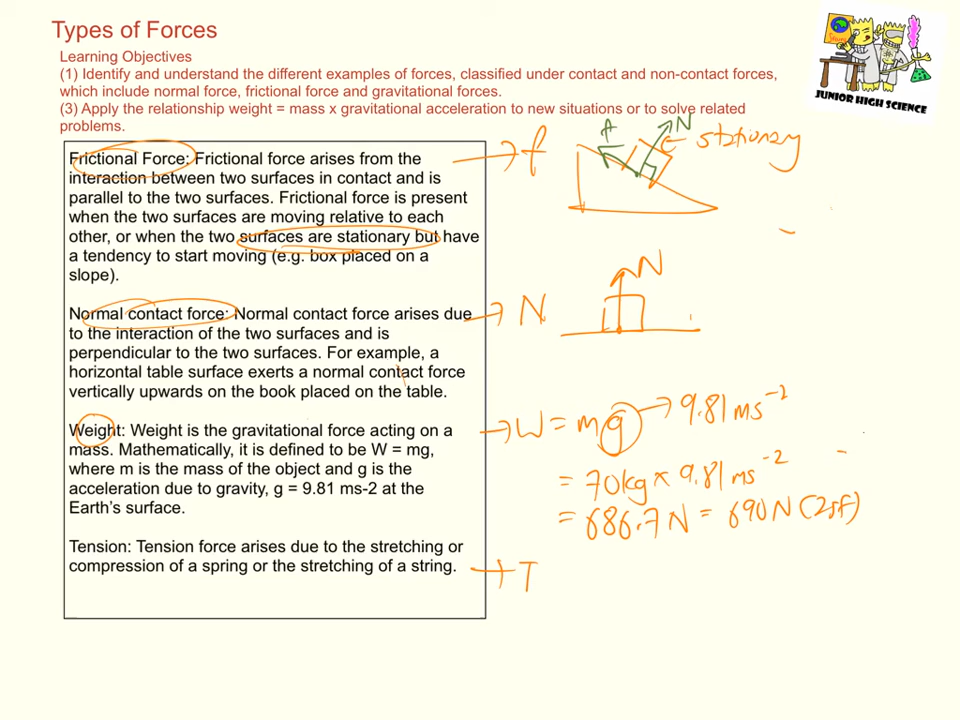 Types of Forces
Learning Objectives
(1) Identify and understand the different examples of forces, classified under contact and non-contact forces,
which include normal force, frictional force and gravitational forces.
(3) Apply the relationship weight = mass x gravitational acceleration to new situations or to solve related
problems.
JUNIOR HIGH SCIENCE
Frictional Force: Frictional force arises from the
interaction between two surfaces in contact and is
parallel to the two surfaces. Frictional force is present
when the two surfaces are moving relative to each
other, or when the two surfaces are stationary but have
a tendency to start moving (e.g. box placed on a
slope).
→ f
f
N
← stationary
Normal contact force: Normal contact force arises due
to the interaction of the two surfaces and is
perpendicular to the two surfaces. For example, a
horizontal table surface exerts a normal contact force
vertically upwards on the book placed on the table.
→ N
N
Weight: Weight is the gravitational force acting on a
mass. Mathematically, it is defined to be W = mg,
where m is the mass of the object and g is the
acceleration due to gravity, g = 9.81 ms-2 at the
Earth's surface.
→ W = mg → 9.81 ms⁻²
= 70kg × 9.81 ms⁻²
= 686.7 N = 690 N (2sf)
Tension: Tension force arises due to the stretching or
compression of a spring or the stretching of a string.
→ T